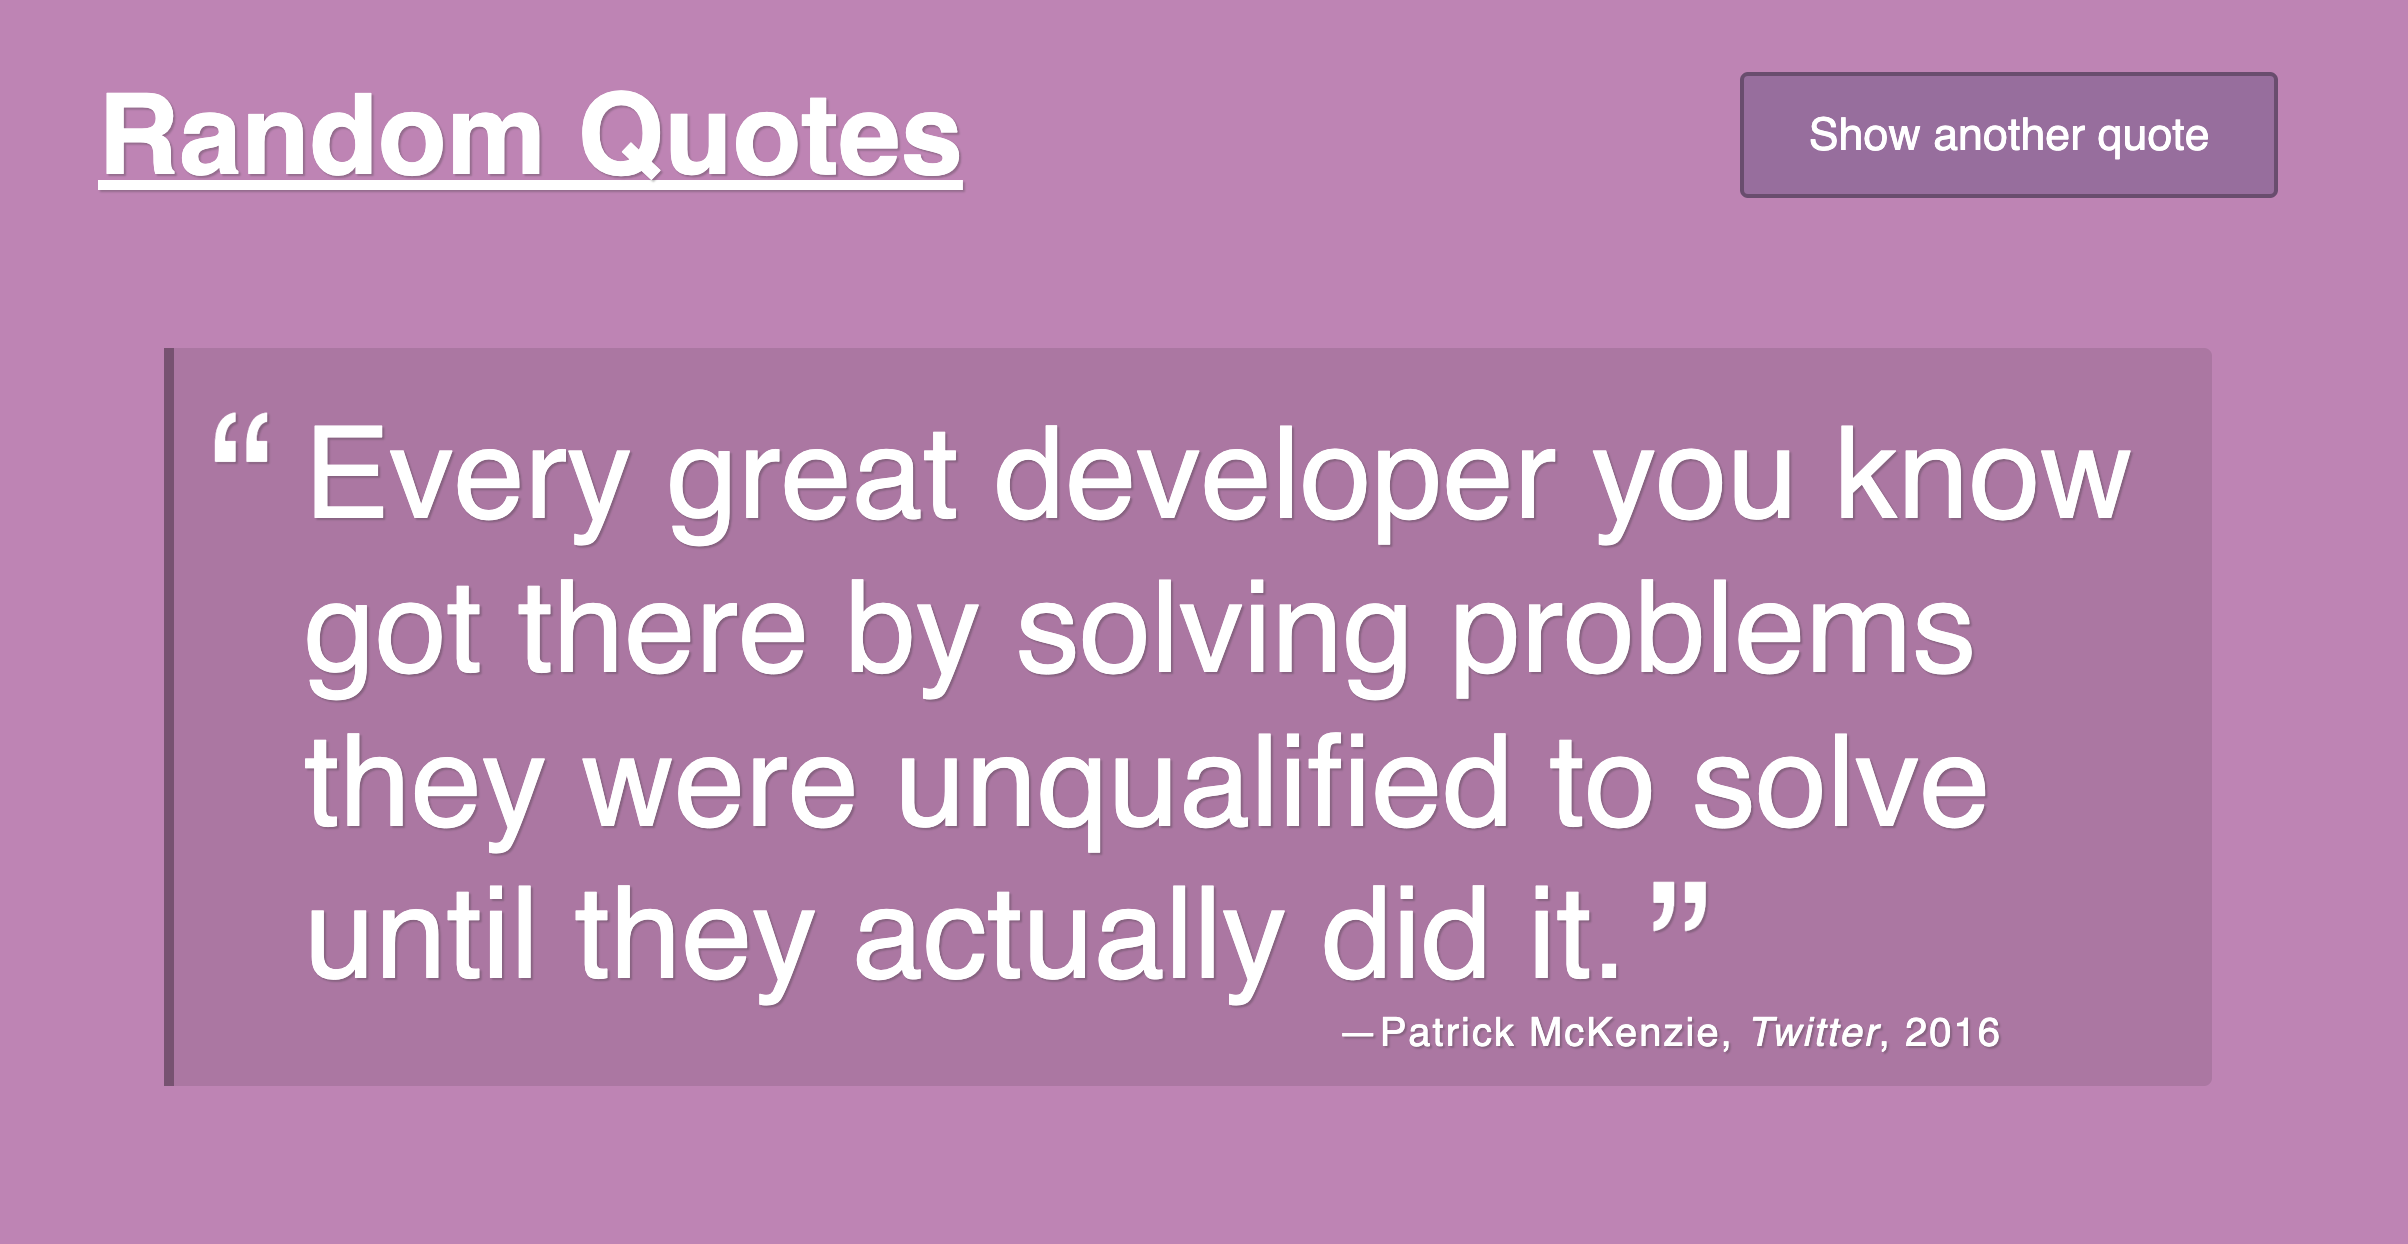 Random Quotes
Show another quote
“ Every great developer you know
got there by solving problems
they were unqualified to solve
until they actually did it. ”
—Patrick McKenzie, Twitter, 2016